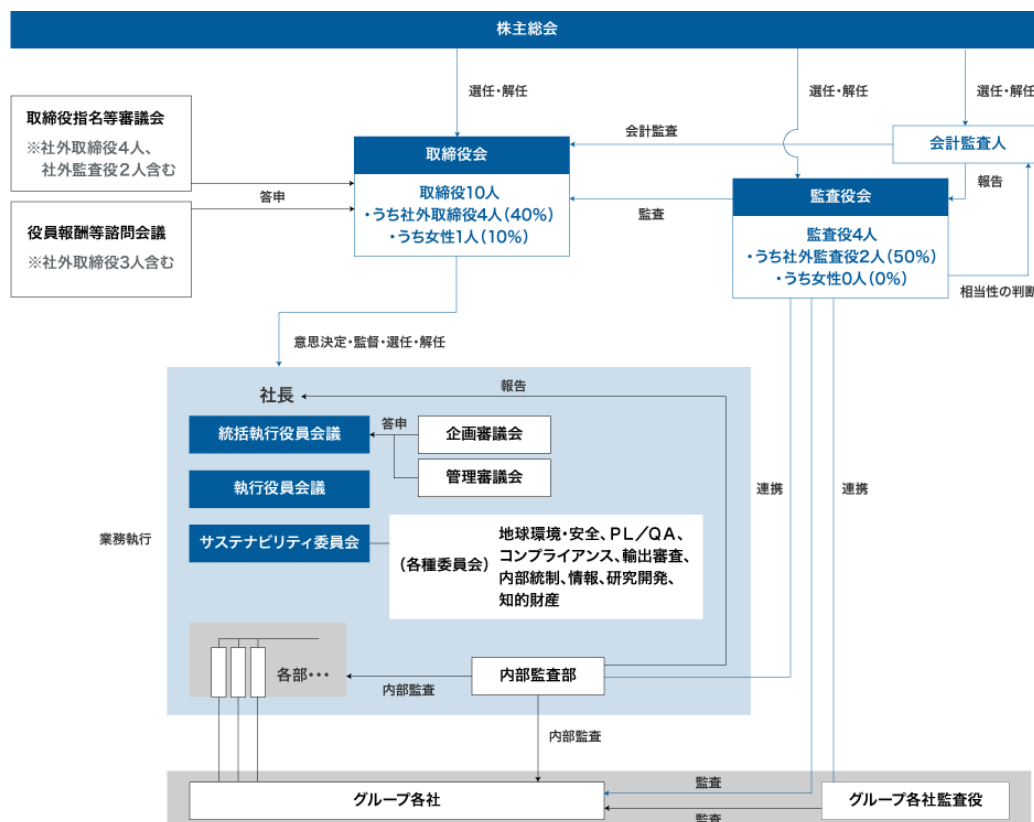 株主総会
選任・解任
選任・解任
選任・解任
取締役指名等審議会
※社外取締役4人、
社外監査役2人含む
答申
役員報酬等諮問会議
※社外取締役3人含む
取締役会
取締役10人
・うち社外取締役4人(40%)
・うち女性1人(10%)
会計監査
会計監査人
報告
監査
監査役会
監査役4人
・うち社外監査役2人(50%)
・うち女性0人(0%)
相当性の判断
意思決定・監督・選任・解任
社長
報告
統括執行役員会議
答申
企画審議会
管理審議会
執行役員会議
連携
連携
業務執行
サステナビリティ委員会
(各種委員会)
地球環境・安全、PL/QA、
コンプライアンス、輸出審査、
内部統制、情報、研究開発、
知的財産
各部・・・
内部監査
内部監査部
内部監査
グループ各社
監査
監査
グループ各社監査役